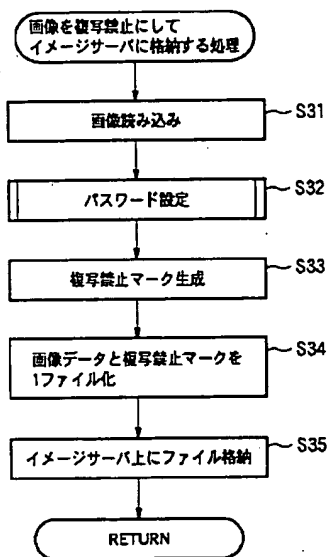 画像を複写禁止にして
イメージサーバに格納する処理
画像読み込み
S31
パスワード設定
S32
複写禁止マーク生成
S33
画像データと複写禁止マークを
1ファイル化
S34
イメージサーバ上にファイル格納
S35
RETURN